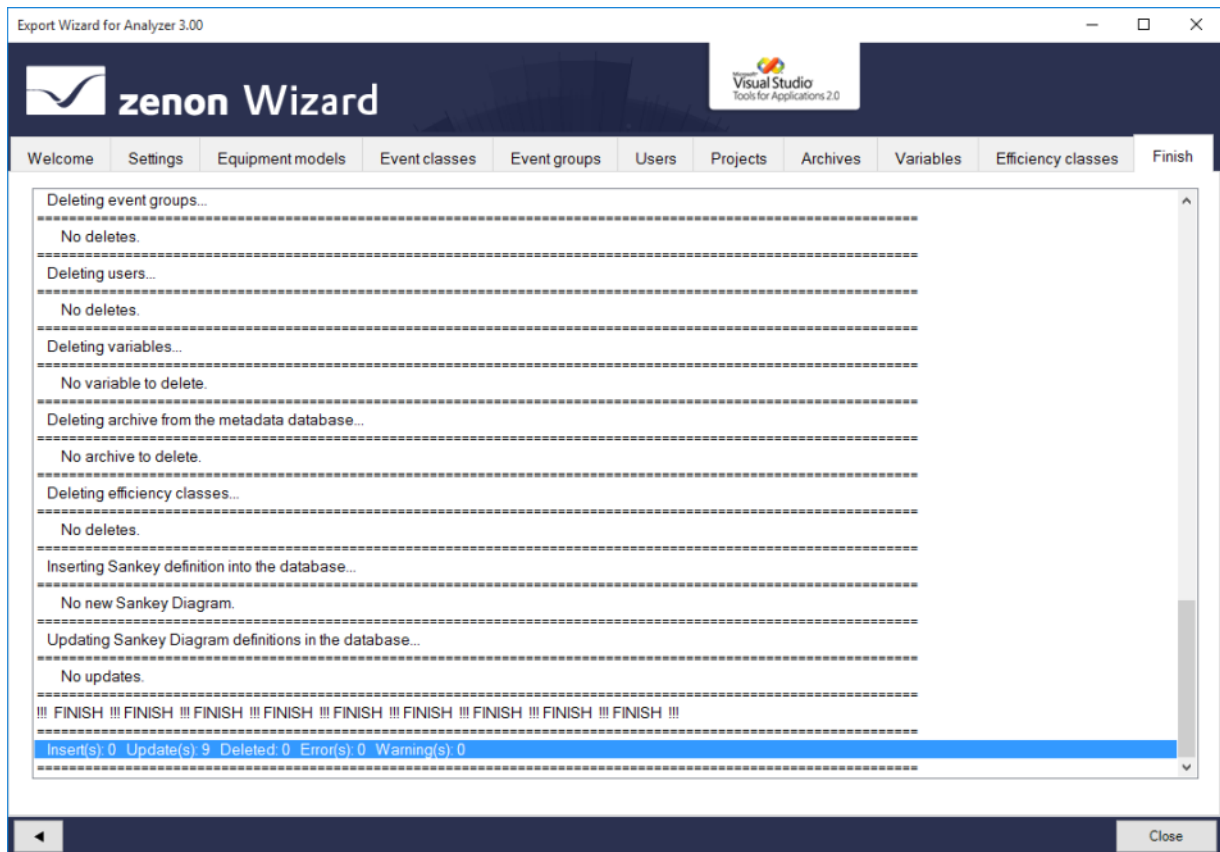 Export Wizard for Analyzer 3.00
zenon Wizard
Microsoft
Visual Studio
Tools for Applications 2.0
Welcome Settings Equipment models Event classes Event groups Users Projects Archives Variables Efficiency classes Finish
Deleting event groups...
================================================================================
No deletes.
================================================================================
Deleting users...
================================================================================
No deletes.
================================================================================
Deleting variables...
================================================================================
No variable to delete.
================================================================================
Deleting archive from the metadata database...
================================================================================
No archive to delete.
================================================================================
Deleting efficiency classes...
================================================================================
No deletes.
================================================================================
Inserting Sankey definition into the database...
================================================================================
No new Sankey Diagram.
================================================================================
Updating Sankey Diagram definitions in the database...
================================================================================
No updates.
================================================================================
!!! FINISH !!! FINISH !!! FINISH !!! FINISH !!! FINISH !!! FINISH !!! FINISH !!! FINISH !!! FINISH !!!
================================================================================
Insert(s): 0 Update(s): 9 Deleted: 0 Error(s): 0 Warning(s): 0
================================================================================
Close